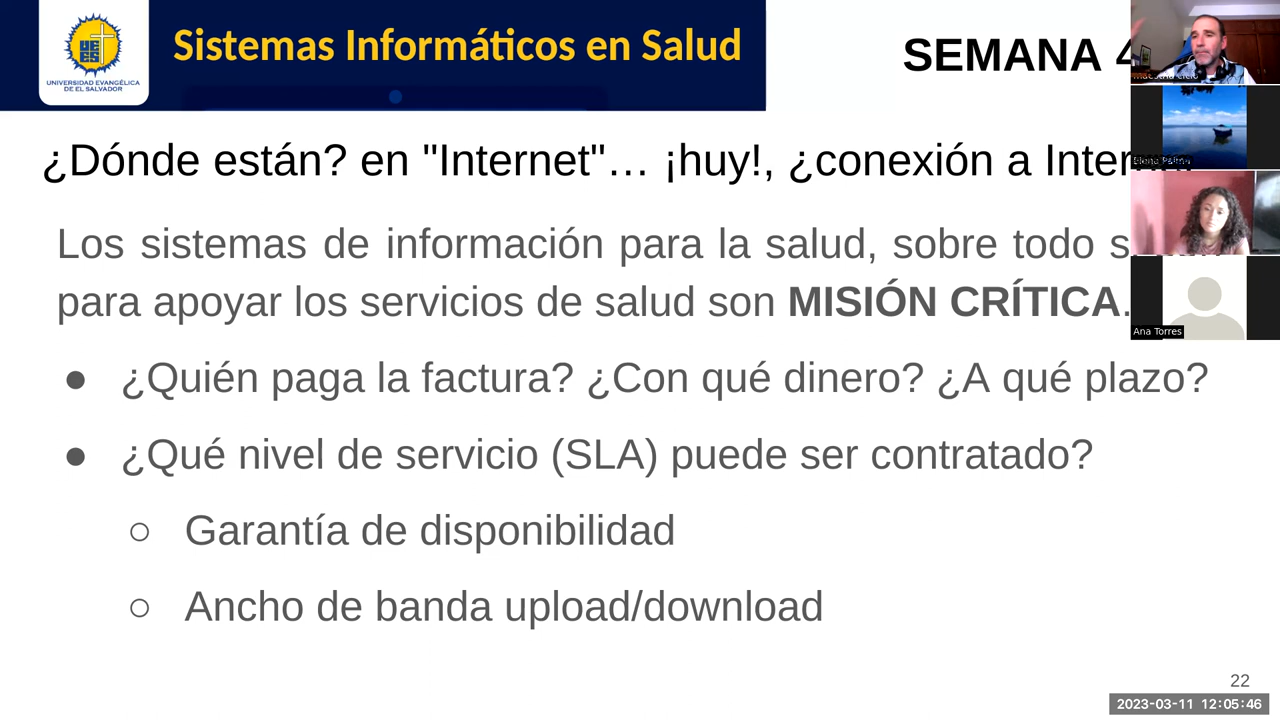 Sistemas Informáticos en Salud
UNIVERSIDAD EVANGÉLICA
DE EL SALVADOR
SEMANA 4
¿Dónde están? en "Internet"… ¡huy!, ¿conexión a
Los sistemas de información para la salud, sobre todo
para apoyar los servicios de salud son MISIÓN CRÍTICA.
● ¿Quién paga la factura? ¿Con qué dinero? ¿A qué plazo?
● ¿Qué nivel de servicio (SLA) puede ser contratado?
○ Garantía de disponibilidad
○ Ancho de banda upload/download
Ana Torres
22
2023-03-11 12:05:46